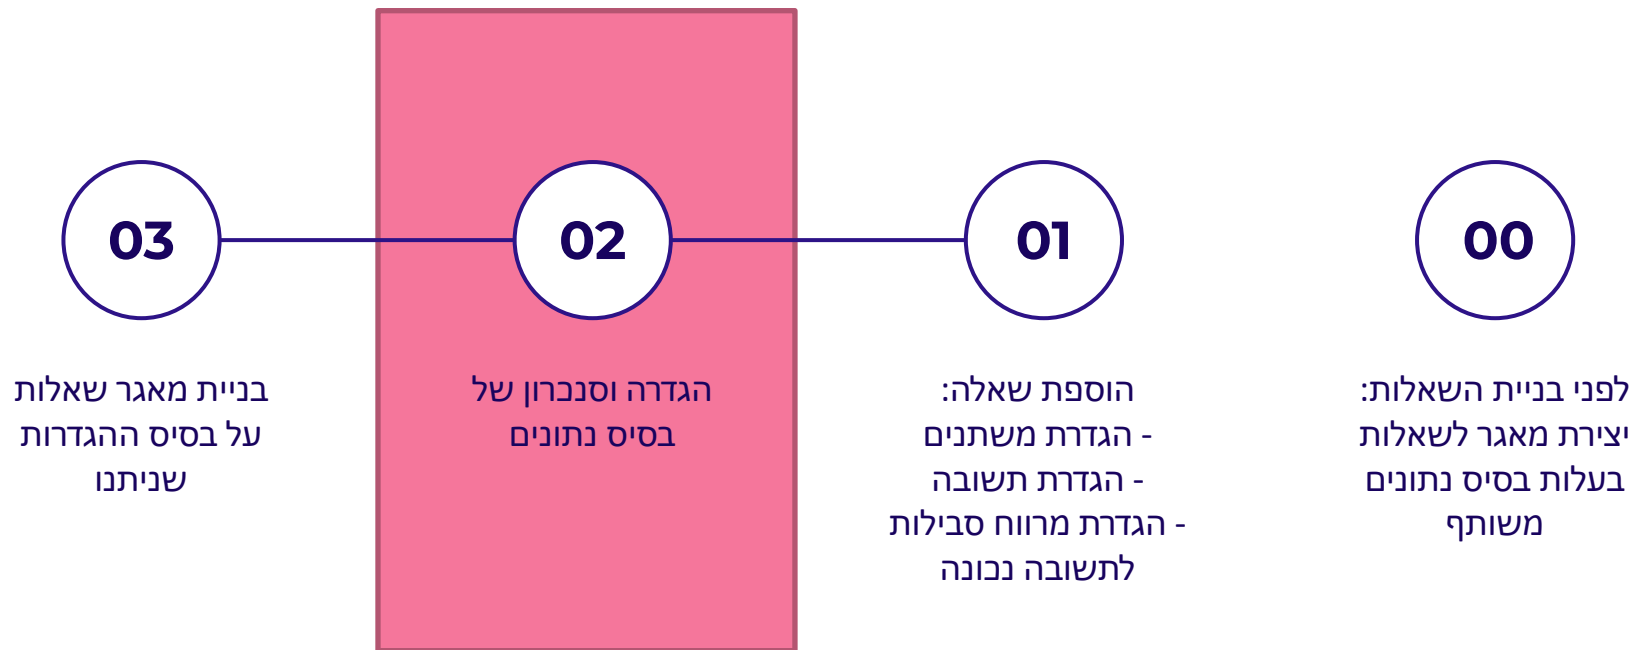 00
לפני בניית השאלות:
יצירת מאגר לשאלות
בעלות בסיס נתונים
משותף
01
הוספת שאלה:
- הגדרת משתנים
- הגדרת תשובה
- הגדרת מרווח סבילות
לתשובה נכונה
02
הגדרה וסנכרון של
בסיס נתונים
03
בניית מאגר שאלות
על בסיס ההגדרות
שניתנו